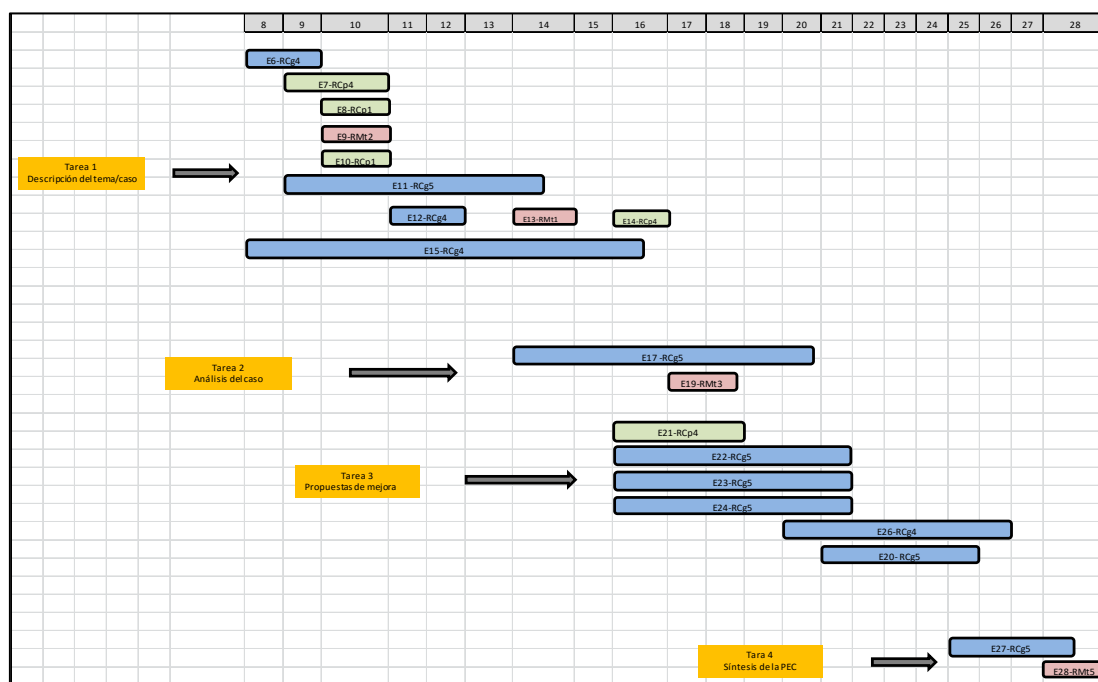 8 9 10 11 12 13 14 15 16 17 18 19 20 21 22 23 24 25 26 27 28
E6-RCg4
E7-RCp4
E8-RCp1
E9-RMt2
E10-RCp1
Tarea 1
Descripción del tema/caso
E11 -RCg5
E12-RCg4 E13-RMt1 E14-RCp4
E15-RCg4
E17 -RCg5
Tarea 2
Análisis del caso
E19-RMt3
E21-RCp4
E22-RCg5
Tarea 3
Propuestas de mejora
E23-RCg5
E24-RCg5
E26-RCg4
E20- RCg5
E27-RCg5
Tara 4
Síntesis de la PEC
E28-RMt5